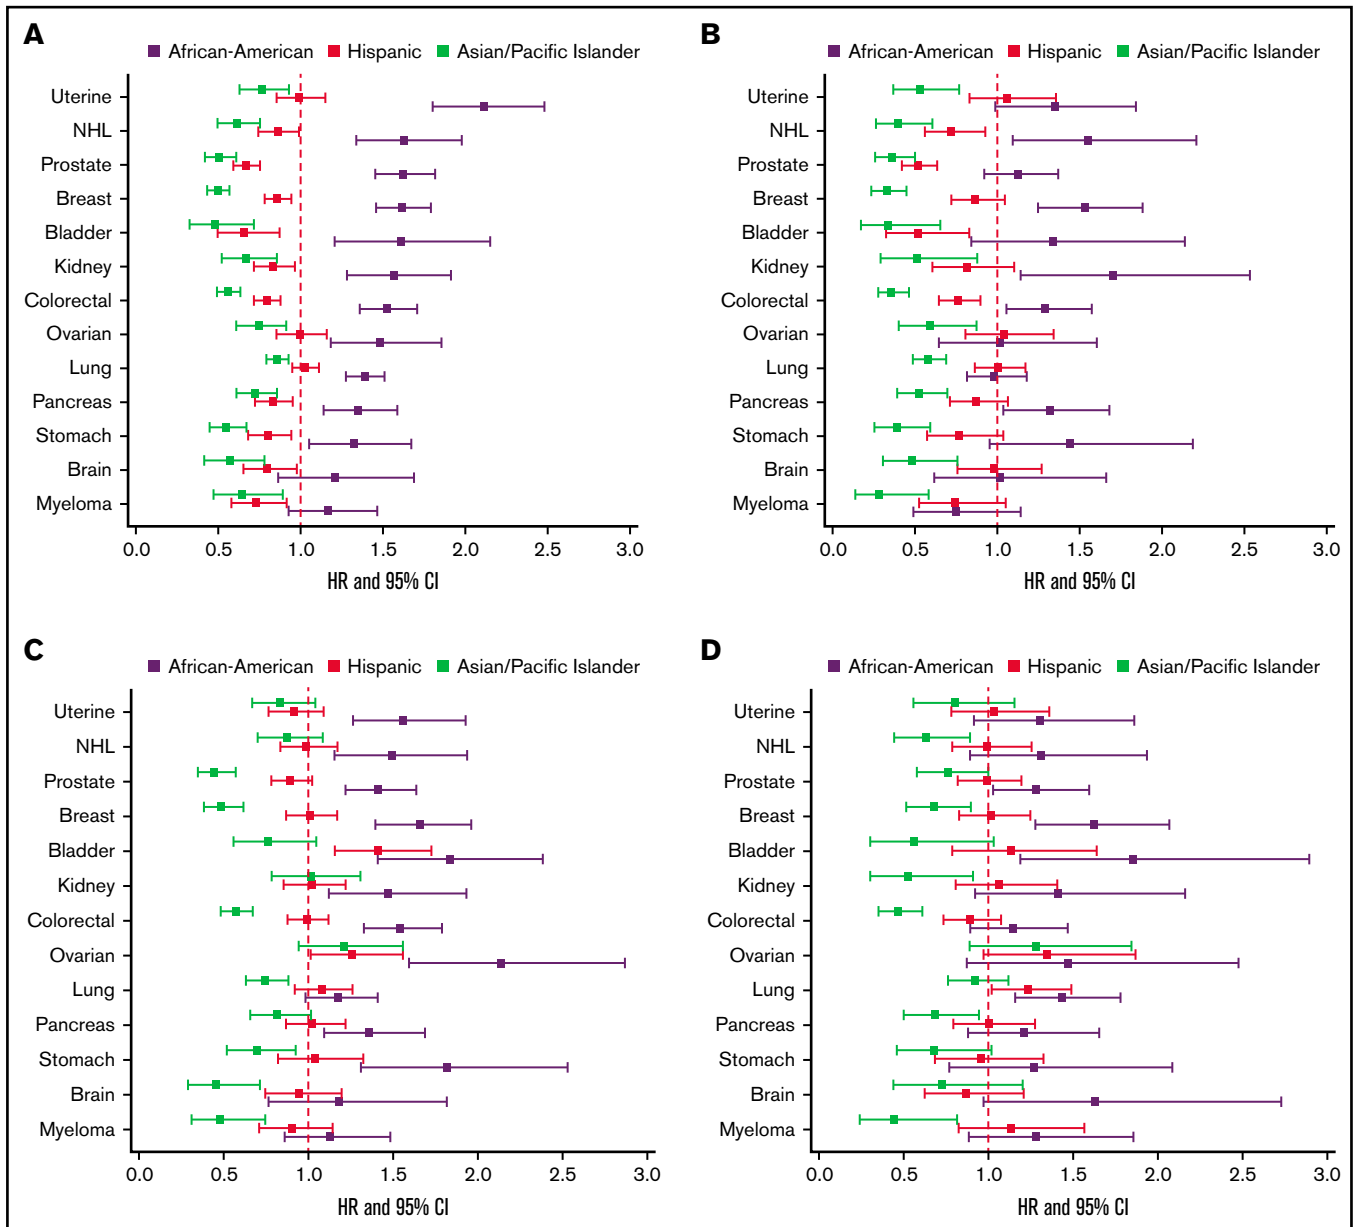 A
African-American Hispanic Asian/Pacific Islander
Uterine
NHL
Prostate
Breast
Bladder
Kidney
Colorectal
Ovarian
Lung
Pancreas
Stomach
Brain
Myeloma
0.0 0.5 1.0 1.5 2.0 2.5 3.0
HR and 95% CI
B
African-American Hispanic Asian/Pacific Islander
Uterine
NHL
Prostate
Breast
Bladder
Kidney
Colorectal
Ovarian
Lung
Pancreas
Stomach
Brain
Myeloma
0.0 0.5 1.0 1.5 2.0 2.5 3.0
HR and 95% CI
C
African-American Hispanic Asian/Pacific Islander
Uterine
NHL
Prostate
Breast
Bladder
Kidney
Colorectal
Ovarian
Lung
Pancreas
Stomach
Brain
Myeloma
0.0 0.5 1.0 1.5 2.0 2.5 3.0
HR and 95% CI
D
African-American Hispanic Asian/Pacific Islander
Uterine
NHL
Prostate
Breast
Bladder
Kidney
Colorectal
Ovarian
Lung
Pancreas
Stomach
Brain
Myeloma
0.0 0.5 1.0 1.5 2.0 2.5 3.0
HR and 95% CI